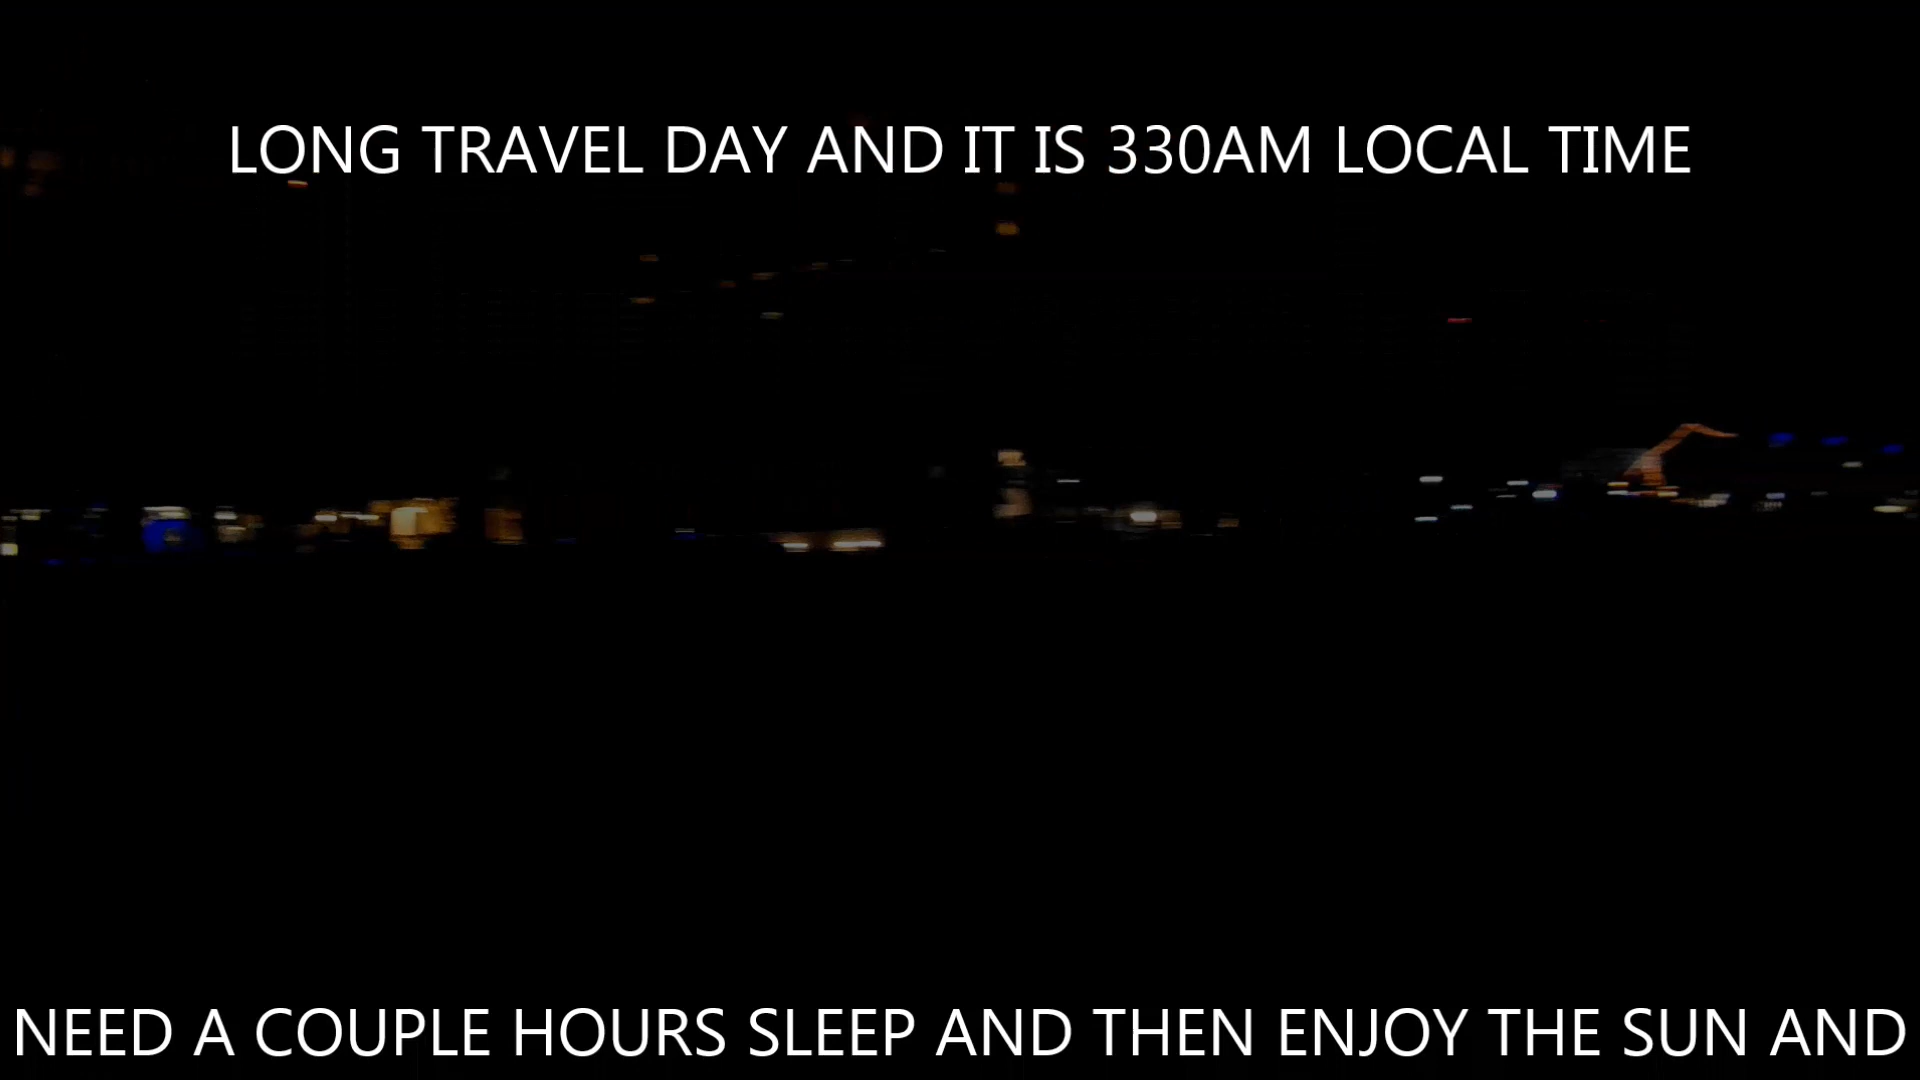 LONG TRAVEL DAY AND IT IS 330AM LOCAL TIME
NEED A COUPLE HOURS SLEEP AND THEN ENJOY THE SUN AND